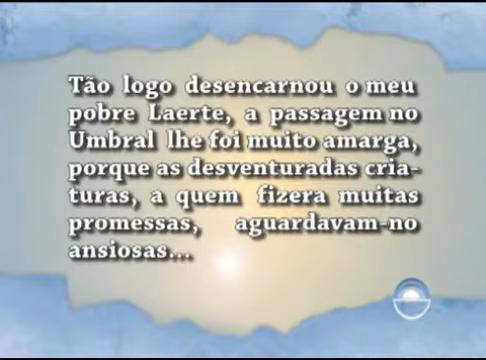 Tão logo desencarnou o meu
pobre Laerte, a passagem no
Umbral lhe foi muito amarga,
porque as desventuradas cria-
turas, a quem fizera muitas
promessas, aguardavam-no
ansiosas...